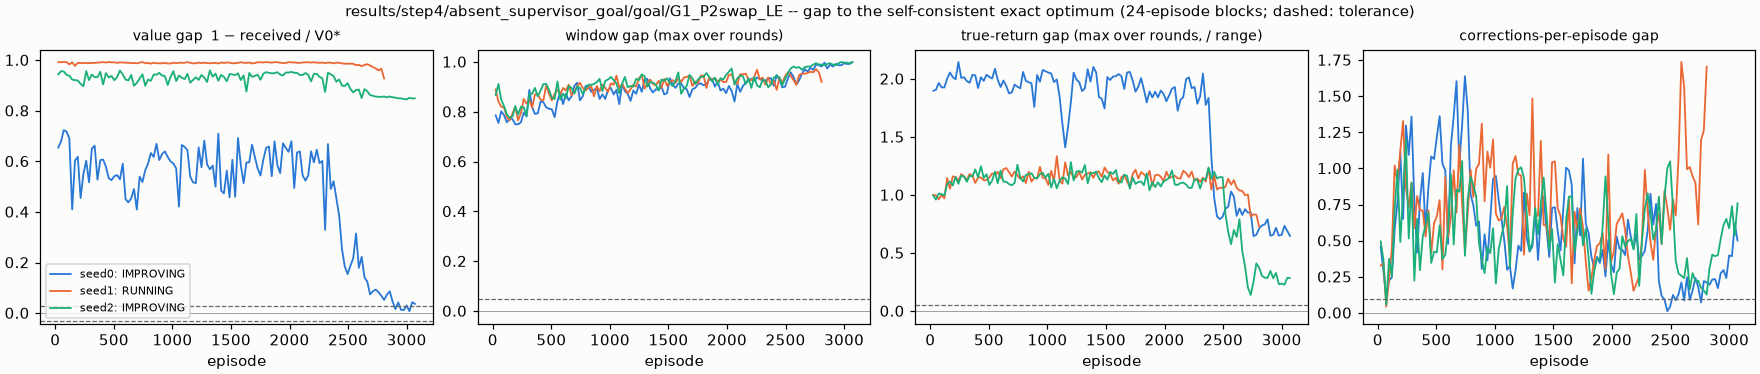 results/step4/absent_supervisor_goal/goal/G1_P2swap_LE -- gap to the self-consistent exact optimum (24-episode blocks; dashed: tolerance)
value gap 1 − received / V0*
1.0
0.8
0.6
0.4
0.2
0.0
seed0: IMPROVING
seed1: RUNNING
seed2: IMPROVING
0 500 1000 1500 2000 2500 3000
episode
window gap (max over rounds)
1.0
0.8
0.6
0.4
0.2
0.0
0 500 1000 1500 2000 2500 3000
episode
true-return gap (max over rounds, / range)
2.0
1.5
1.0
0.5
0.0
0 500 1000 1500 2000 2500 3000
episode
corrections-per-episode gap
1.75
1.50
1.25
1.00
0.75
0.50
0.25
0.00
0 500 1000 1500 2000 2500 3000
episode